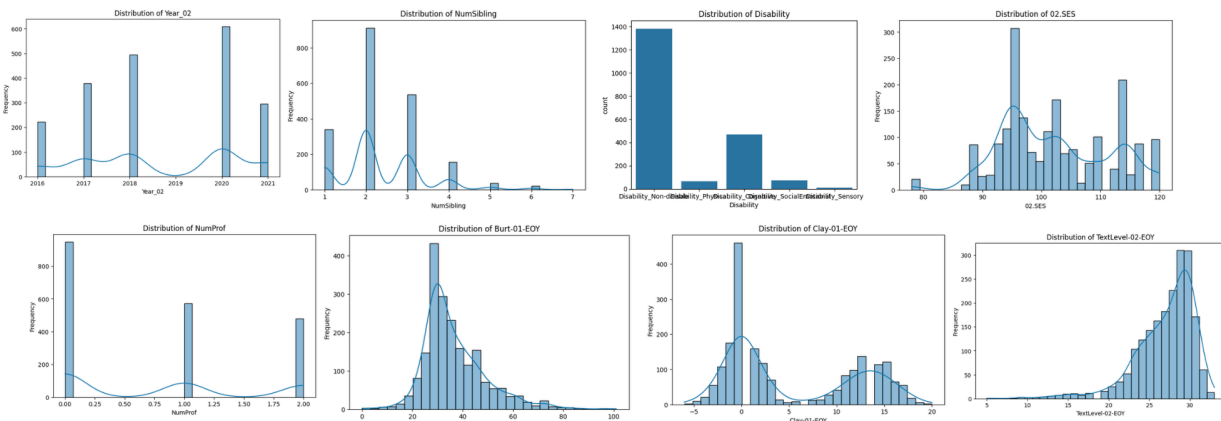 Distribution of Year_02
Frequency
600
500
400
300
200
100
0
2016 2017 2018 2019 2020 2021
Year_02
Distribution of NumSibling
Frequency
800
600
400
200
0
1 2 3 4 5 6 7
NumSibling
Distribution of Disability
count
1400
1200
1000
800
600
400
200
0
Disability
Distribution of 02.SES
Frequency
300
250
200
150
100
50
0
80 90 100 110 120
02.SES
Distribution of NumProf
Frequency
800
600
400
200
0
0.00 0.25 0.50 0.75 1.00 1.25 1.50 1.75 2.00
NumProf
Distribution of Burt-01-EOY
Frequency
400
300
200
100
0
0 20 40 60 80 100
Distribution of Clay-01-EOY
Frequency
400
300
200
100
0
−5 0 5 10 15 20
Clay-01-EOY
Distribution of TextLevel-02-EOY
Frequency
300
250
200
150
100
50
0
5 10 15 20 25 30
TextLevel-02-EOY